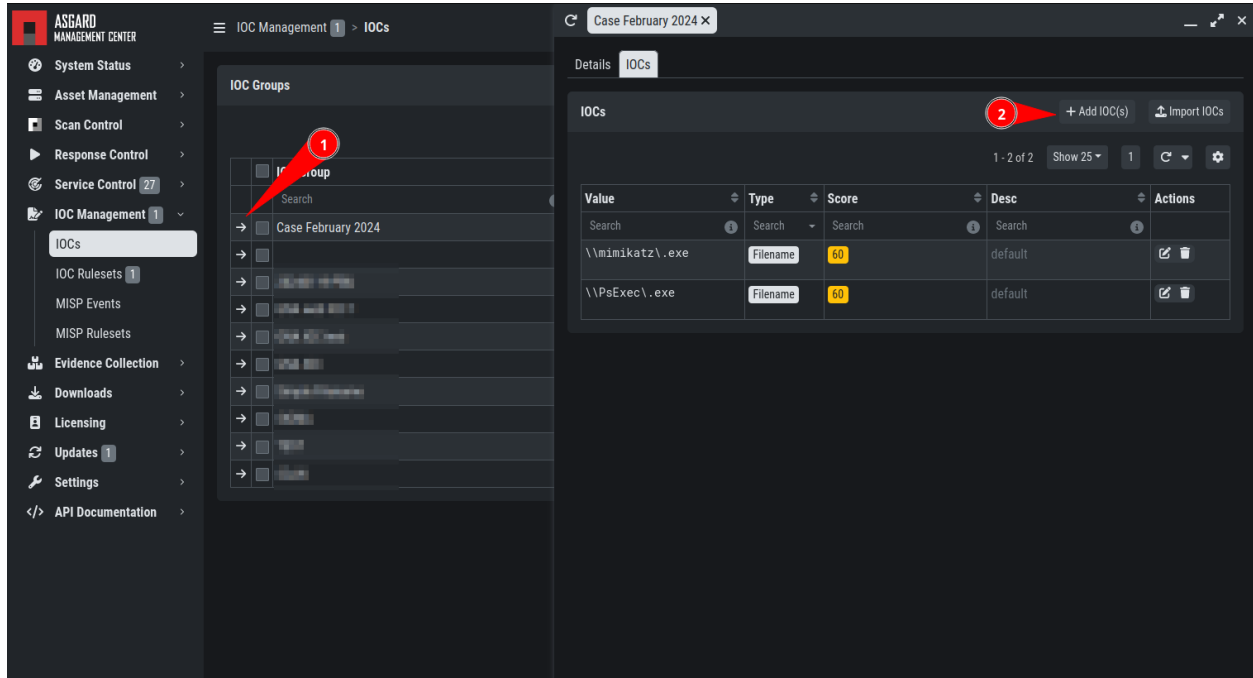 ASGARD
MANAGEMENT CENTER
System Status
Asset Management
Scan Control
Response Control
Service Control 27
IOC Management 1
IOCs
IOC Rulesets 1
MISP Events
MISP Rulesets
Evidence Collection
Downloads
Licensing
Updates 1
Settings
API Documentation
IOC Management 1 > IOCs
IOC Groups
1
Search
Case February 2024
Case February 2024 ×
Details IOCs
IOCs
2
+ Add IOC(s) Import IOCs
1 - 2 of 2 Show 25 1
Value Type Score Desc Actions
Search Search Search Search
\\mimikatz\.exe Filename 60 default
\\PsExec\.exe Filename 60 default